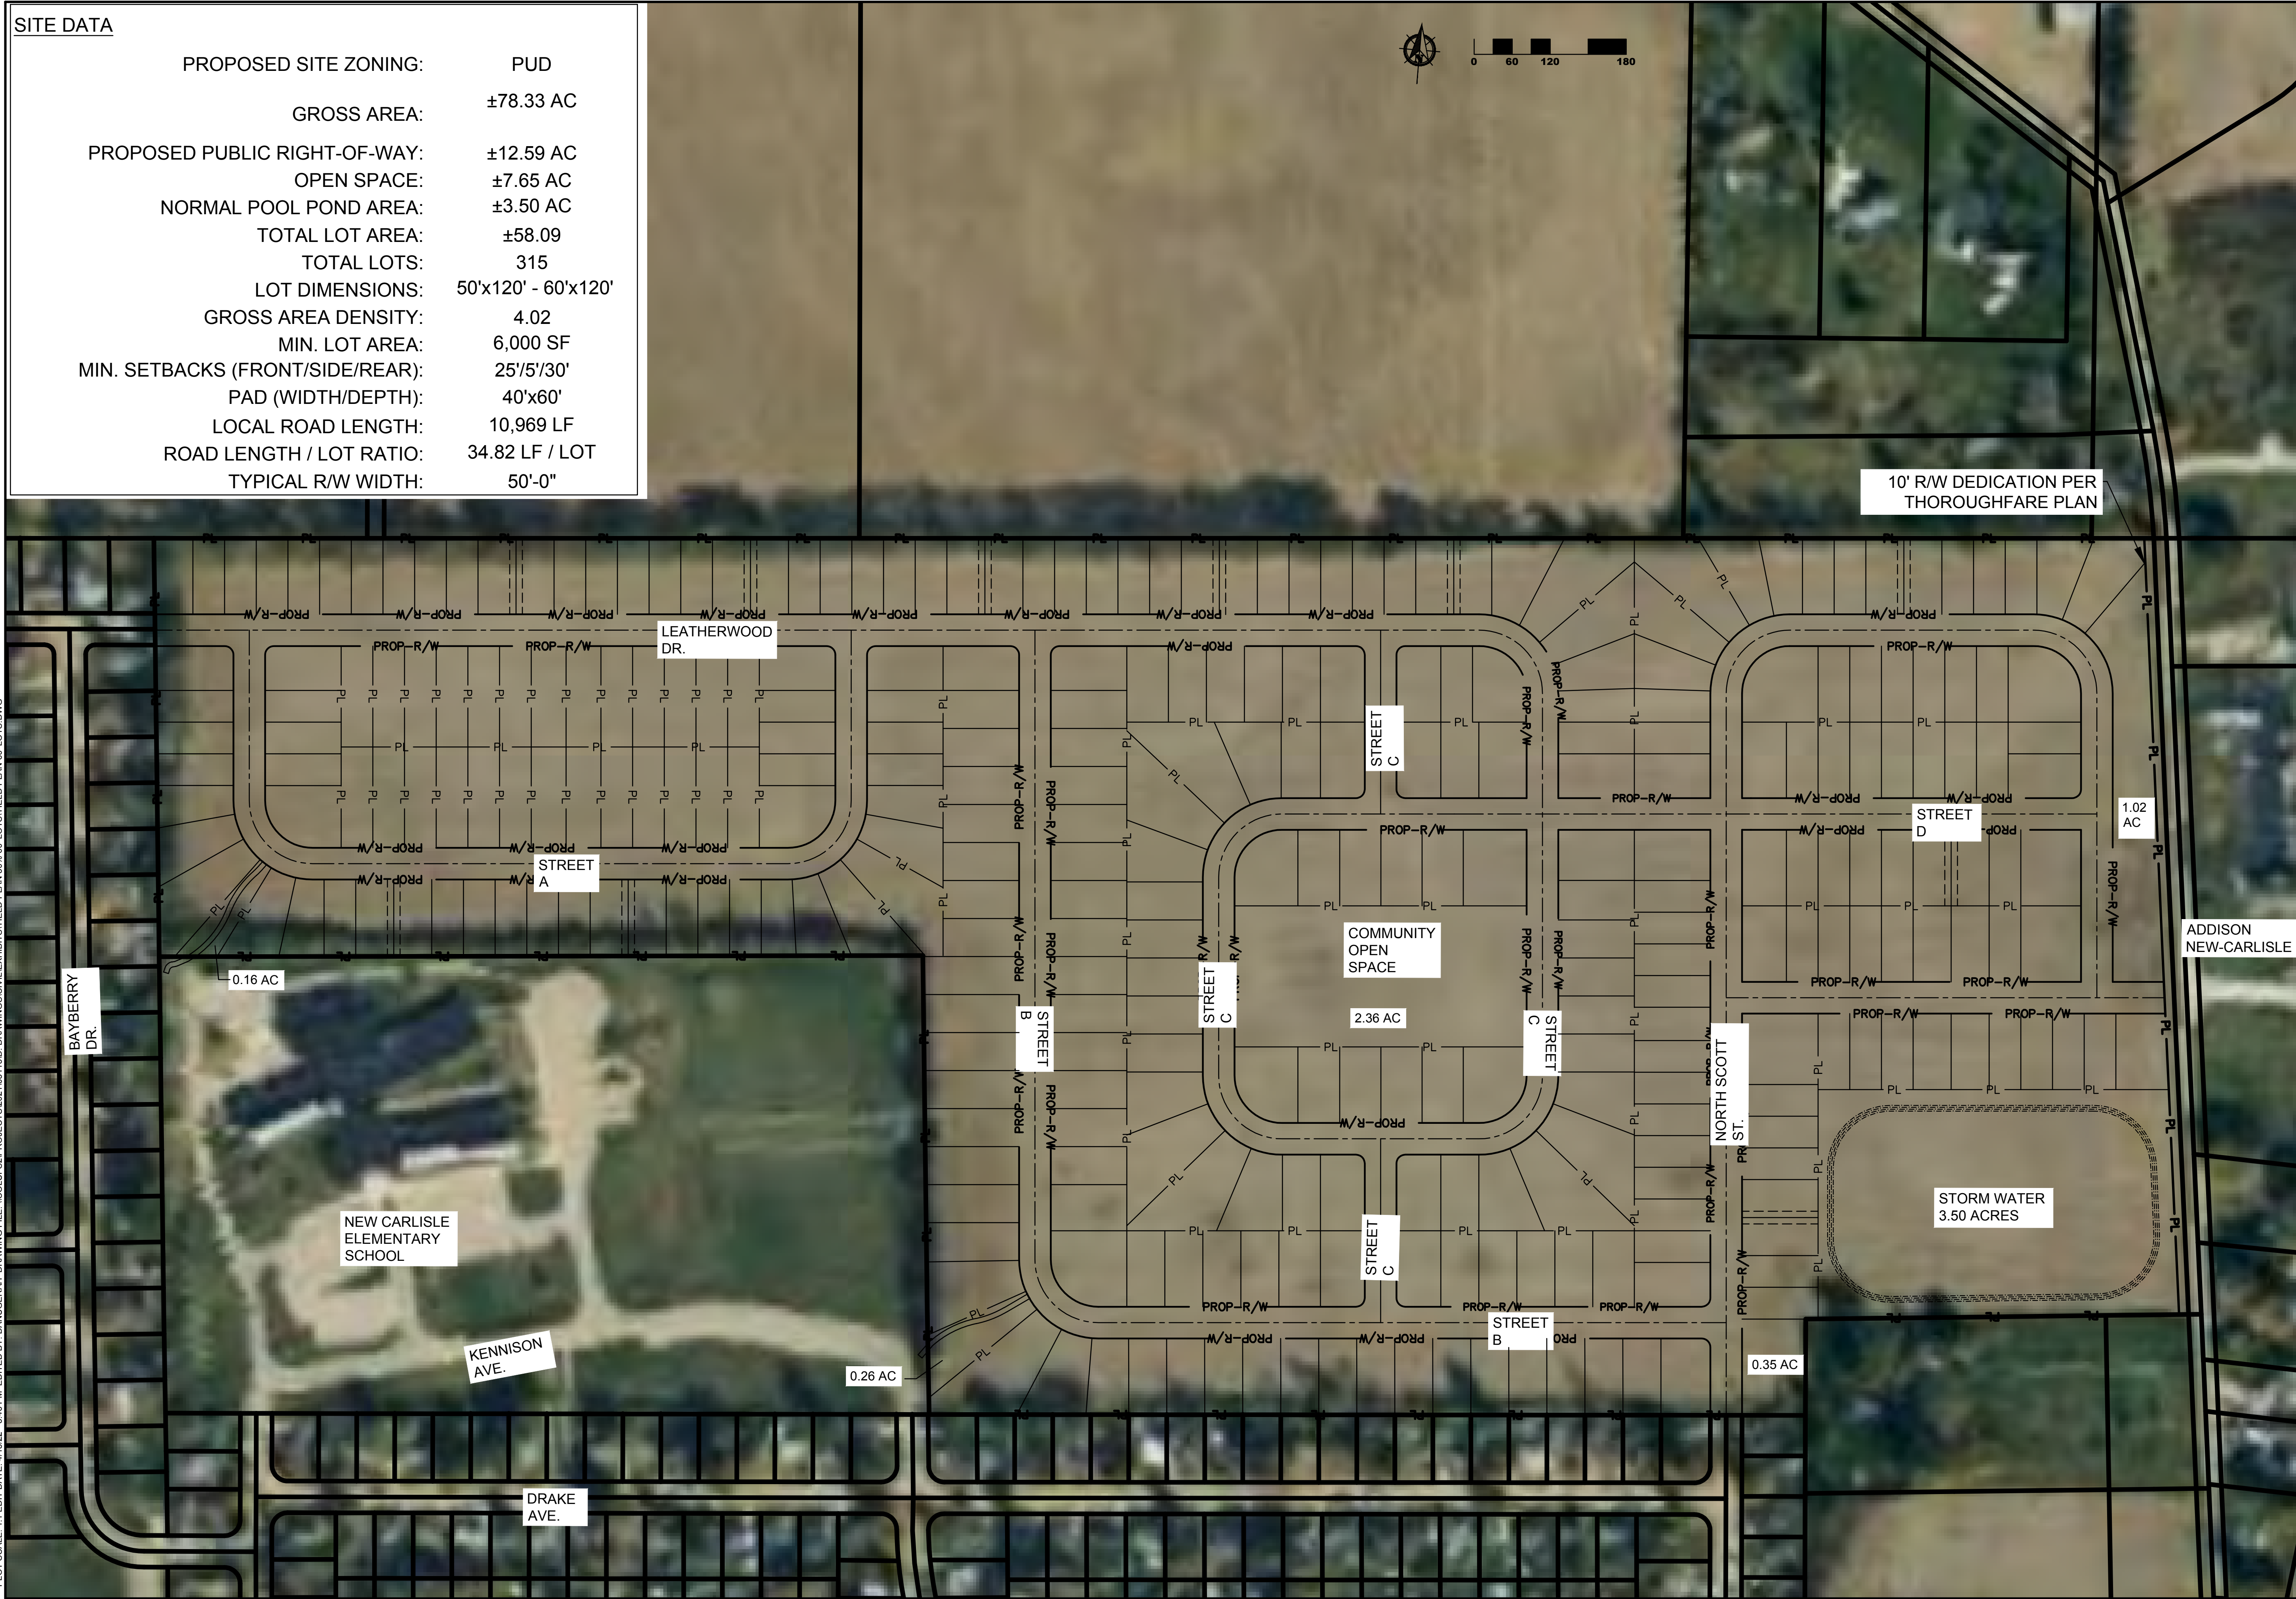 SITE DATA
PROPOSED SITE ZONING: PUD
GROSS AREA: ±78.33 AC
PROPOSED PUBLIC RIGHT-OF-WAY: ±12.59 AC
OPEN SPACE: ±7.65 AC
NORMAL POOL POND AREA: ±3.50 AC
TOTAL LOT AREA: ±58.09
TOTAL LOTS: 315
LOT DIMENSIONS: 50'x120' - 60'x120'
GROSS AREA DENSITY: 4.02
MIN. LOT AREA: 6,000 SF
MIN. SETBACKS (FRONT/SIDE/REAR): 25'/5'/30'
PAD (WIDTH/DEPTH): 40'x60'
LOCAL ROAD LENGTH: 10,969 LF
ROAD LENGTH / LOT RATIO: 34.82 LF / LOT
TYPICAL R/W WIDTH: 50'-0"
0 60 120 180
10' R/W DEDICATION PER
THOROUGHFARE PLAN
LEATHERWOOD
DR.
PROP-R/W
PL
STREET
A
STREET
B
STREET
C
STREET
C
STREET
C
STREET
C
STREET
D
1.02
AC
COMMUNITY
OPEN
SPACE
2.36 AC
ADDISON
NEW-CARLISLE
0.16 AC
BAYBERRY
DR.
NORTH SCOTT
ST.
NEW CARLISLE
ELEMENTARY
SCHOOL
STORM WATER
3.50 ACRES
KENNISON
AVE.
STREET
B
0.26 AC
0.35 AC
DRAKE
AVE.